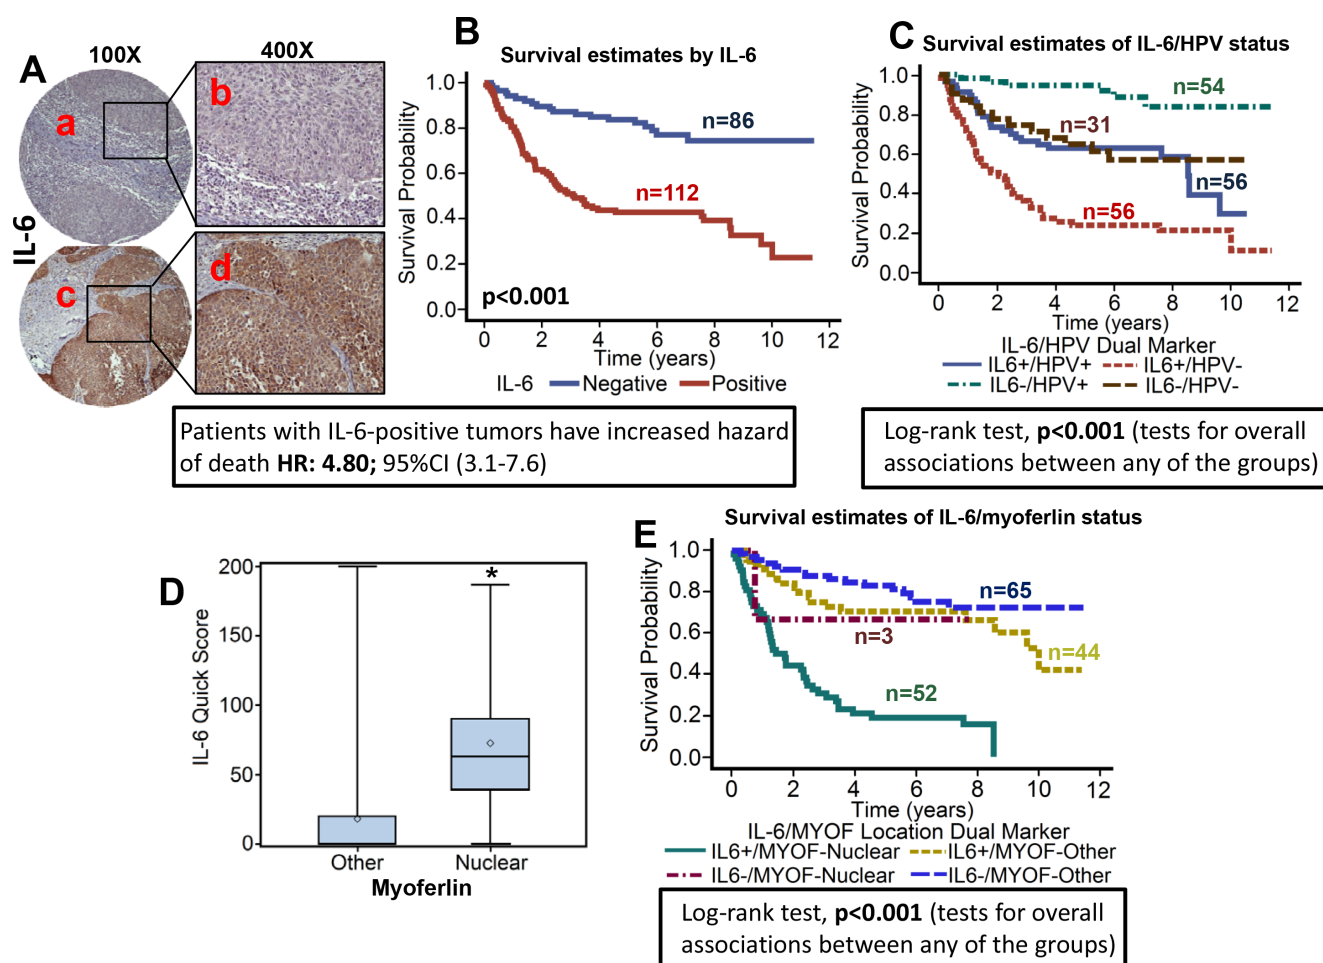 A
100X
400X
IL-6
a
b
c
d
B
Survival estimates by IL-6
Survival Probability
1.0
0.8
0.6
0.4
0.2
0.0
n=86
n=112
p<0.001
0 2 4 6 8 10 12
Time (years)
IL-6 Negative Positive
Patients with IL-6-positive tumors have increased hazard
of death HR: 4.80; 95%CI (3.1-7.6)
C
Survival estimates of IL-6/HPV status
Survival Probability
1.0
0.8
0.6
0.4
0.2
0.0
n=54
n=31
n=56
n=56
0 2 4 6 8 10 12
Time (years)
IL-6/HPV Dual Marker
IL6+/HPV+ IL6+/HPV-
IL6-/HPV+ IL6-/HPV-
Log-rank test, p<0.001 (tests for overall
associations between any of the groups)
D
IL-6 Quick Score
200
150
100
50
0
*
Other Nuclear
Myoferlin
E
Survival estimates of IL-6/myoferlin status
Survival Probability
1.0
0.8
0.6
0.4
0.2
0.0
n=65
n=3
n=44
n=52
0 2 4 6 8 10 12
Time (years)
IL-6/MYOF Location Dual Marker
IL6+/MYOF-Nuclear IL6+/MYOF-Other
IL6-/MYOF-Nuclear IL6-/MYOF-Other
Log-rank test, p<0.001 (tests for overall
associations between any of the groups)